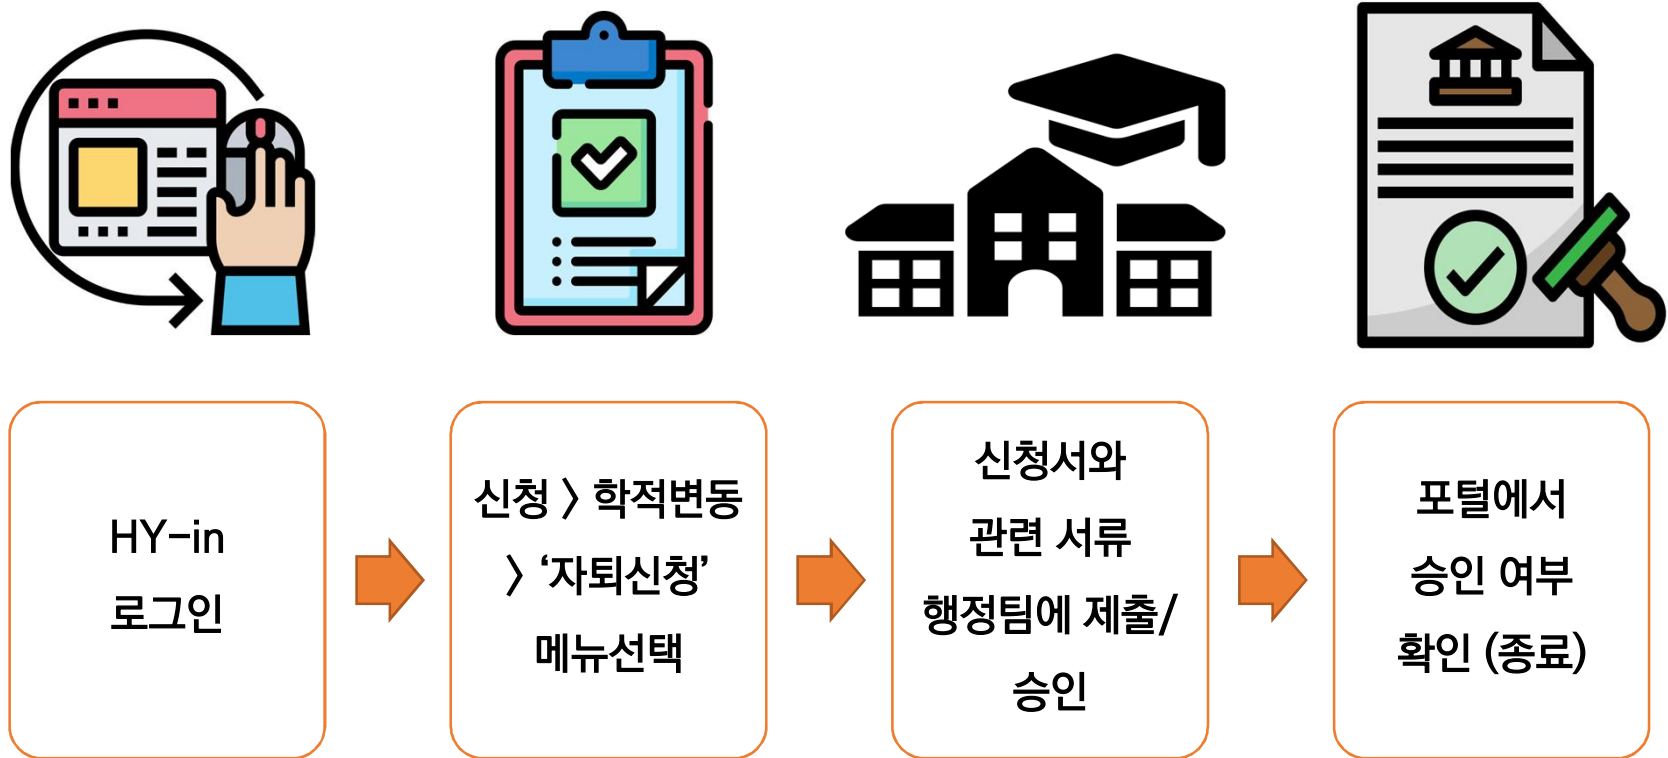 HY-in
로그인
신청 > 학적변동
> ‘자퇴신청’
메뉴선택
신청서와
관련 서류
행정팀에 제출/
승인
포털에서
승인 여부
확인 (종료)